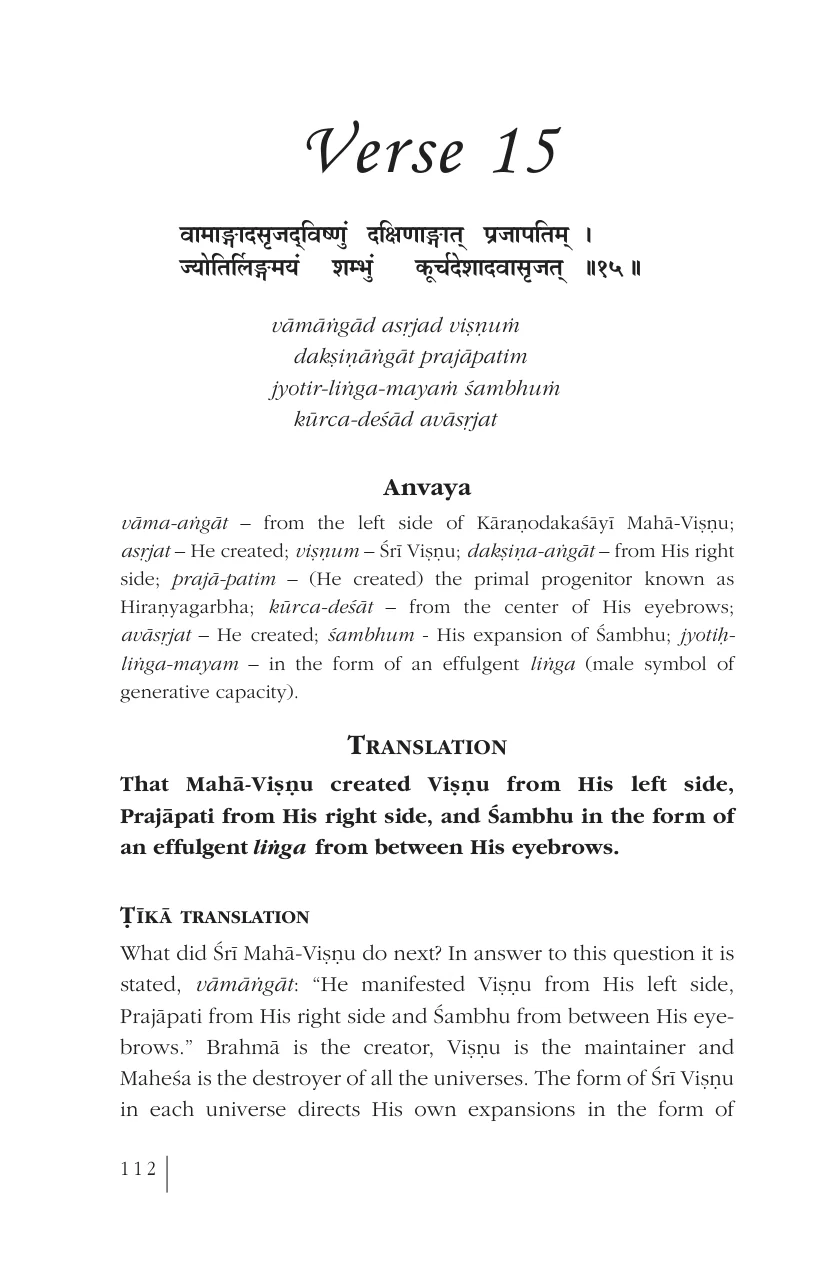 Verse 15
वामाङ्गादसृजद्विष्णुं दक्षिणाङ्गात् प्रजापतिम् ।
ज्योतिर्लिङ्गमयं शम्भुं कूर्चदेशादवासृजत् ॥१५॥
vāmāṅgād asṛjad viṣṇuṁ
dakṣiṇāṅgāt prajāpatim
jyotir-liṅga-mayaṁ śambhuṁ
kūrca-deśād avāsṛjat
Anvaya
vāma-aṅgāt – from the left side of Kāraṇodakaśāyī Mahā-Viṣṇu;
asṛjat – He created; viṣṇum – Śrī Viṣṇu; dakṣiṇa-aṅgāt – from His right
side; prajā-patim – (He created) the primal progenitor known as
Hiraṇyagarbha; kūrca-deśāt – from the center of His eyebrows;
avāsṛjat – He created; śambhum - His expansion of Śambhu; jyotiḥ-
liṅga-mayam – in the form of an effulgent liṅga (male symbol of
generative capacity).
TRANSLATION
That Mahā-Viṣṇu created Viṣṇu from His left side,
Prajāpati from His right side, and Śambhu in the form of
an effulgent liṅga from between His eyebrows.
ṬĪKĀ TRANSLATION
What did Śrī Mahā-Viṣṇu do next? In answer to this question it is
stated, vāmāṅgāt: “He manifested Viṣṇu from His left side,
Prajāpati from His right side and Śambhu from between His eye-
brows.” Brahmā is the creator, Viṣṇu is the maintainer and
Maheśa is the destroyer of all the universes. The form of Śrī Viṣṇu
in each universe directs His own expansions in the form of
112